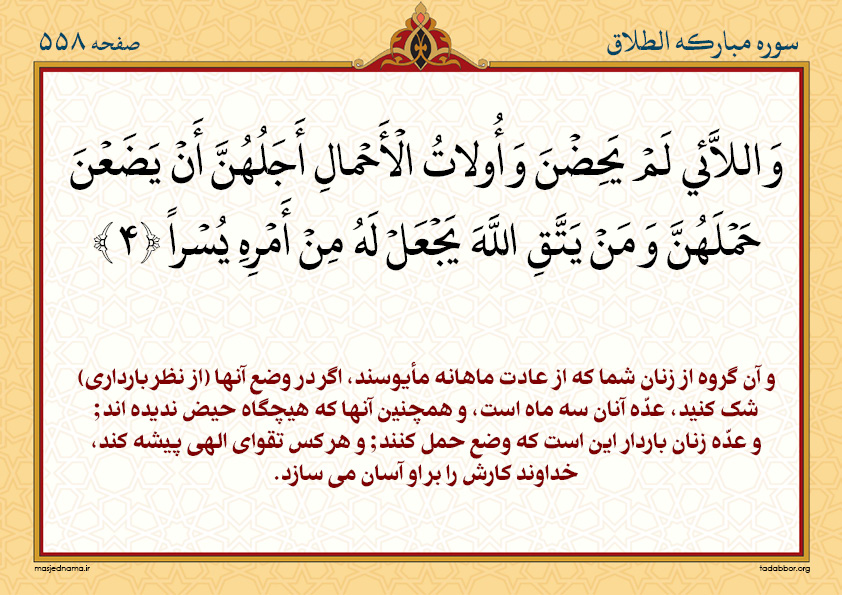 سوره مبارکه الطلاق
صفحه ۵۵۸
وَ اللاَّئي لَمْ يَحِضْنَ وَ أُولاتُ الْأَحْمالِ أَجَلُهُنَّ أَنْ يَضَعْنَ
حَمْلَهُنَّ وَ مَنْ يَتَّقِ اللَّهَ يَجْعَلْ لَهُ مِنْ أَمْرِهِ يُسْراً ﴿۴﴾
و آن گروه از زنان شما که از عادت ماهانه مأیوسند، اگر در وضع آنها (از نظر بارداری)
شک کنید، عدّه آنان سه ماه است، و همچنین آنها که هیچگاه حیض ندیده اند;
و عدّه زنان باردار این است که وضع حمل کنند; و هر کس تقوای الهی پیشه کند،
خداوند کارش را بر او آسان می سازد.
masjednama.ir
tadabbor.org